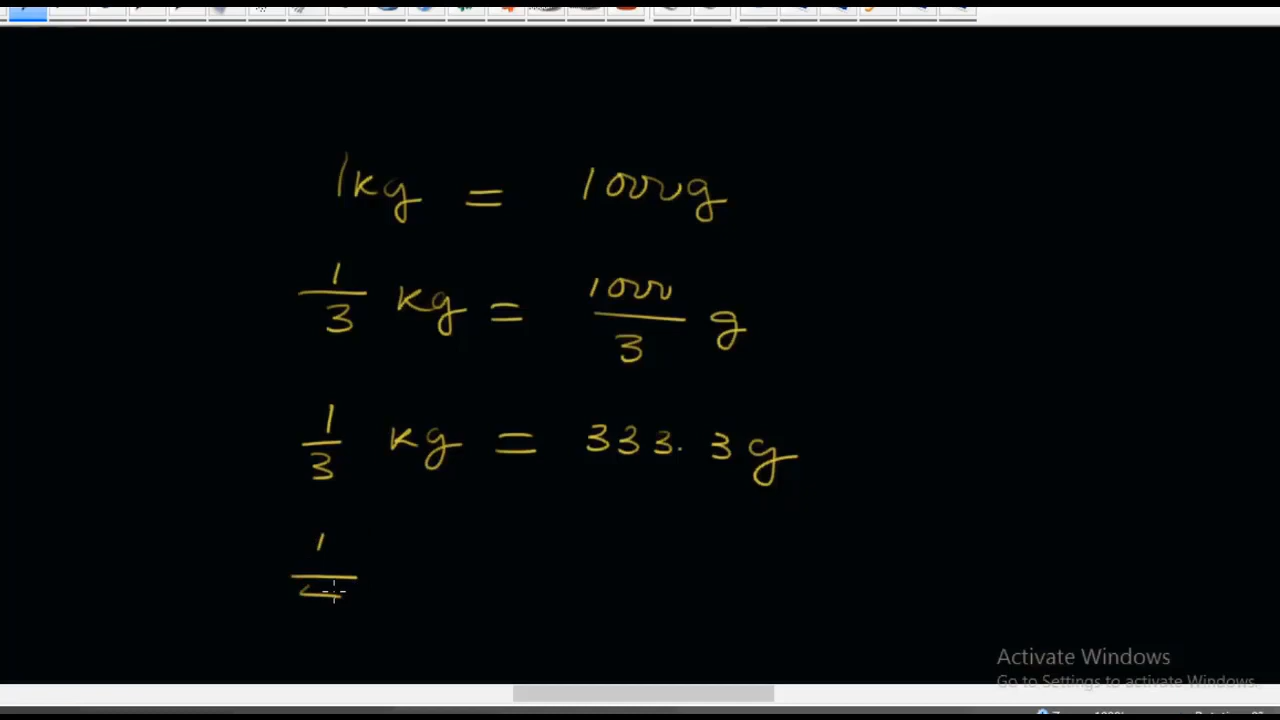 1kg = 1000g
1/3 kg = 1000/3 g
1/3 kg = 333.3g
1
Activate Windows
Go to Settings to activate Windows.